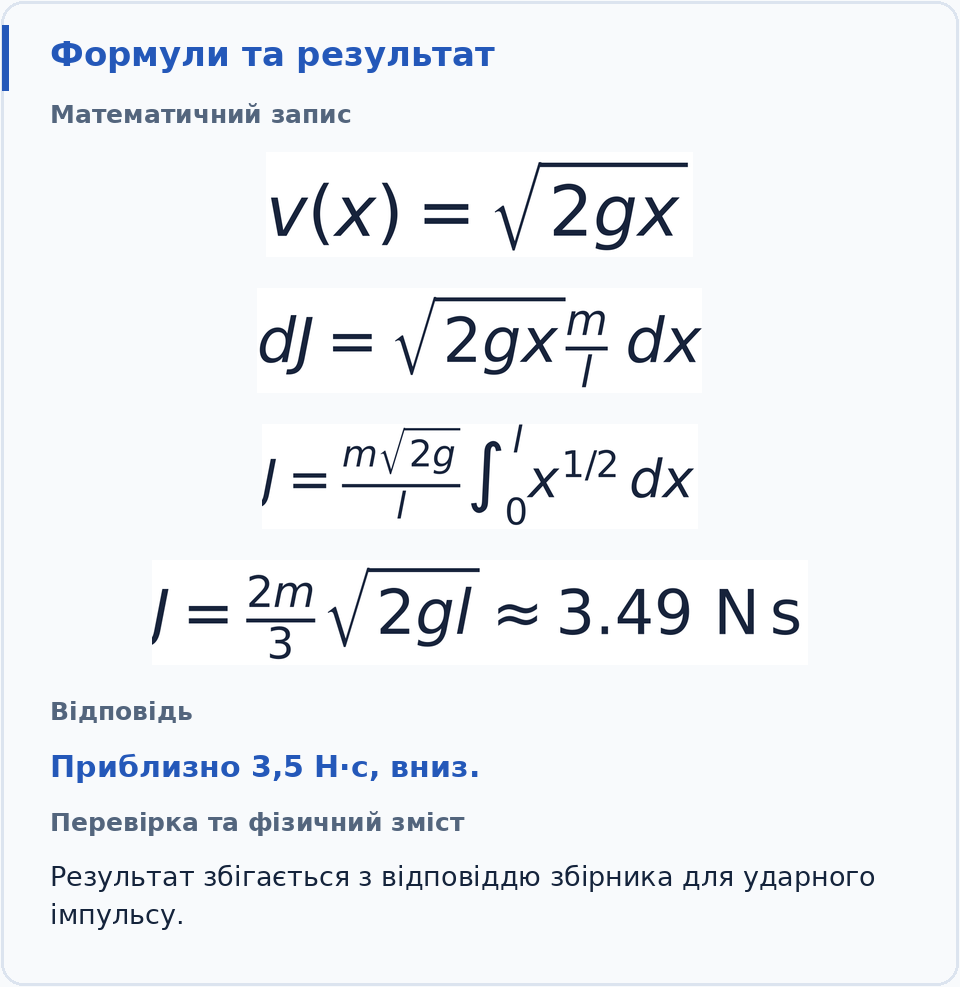 Формули та результат
Математичний запис
v(x) = √2gx
dJ = √2gx m/l dx
J = m√2g/l ∫₀ˡ x^1/2 dx
J = 2m/3 √2gl ≈ 3.49 N s
Відповідь
Приблизно 3,5 Н·с, вниз.
Перевірка та фізичний зміст
Результат збігається з відповіддю збірника для ударного
імпульсу.